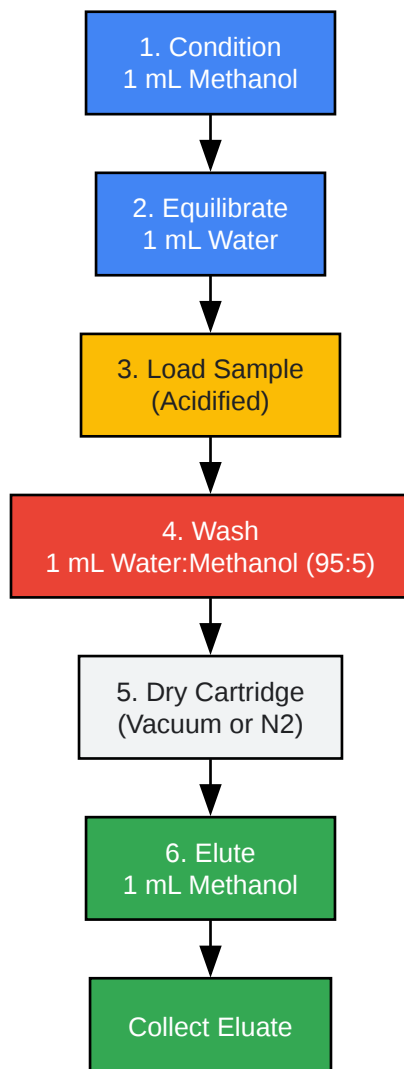 1. Condition
1 mL Methanol
2. Equilibrate
1 mL Water
3. Load Sample
(Acidified)
4. Wash
1 mL Water:Methanol (95:5)
5. Dry Cartridge
(Vacuum or N2)
6. Elute
1 mL Methanol
Collect Eluate